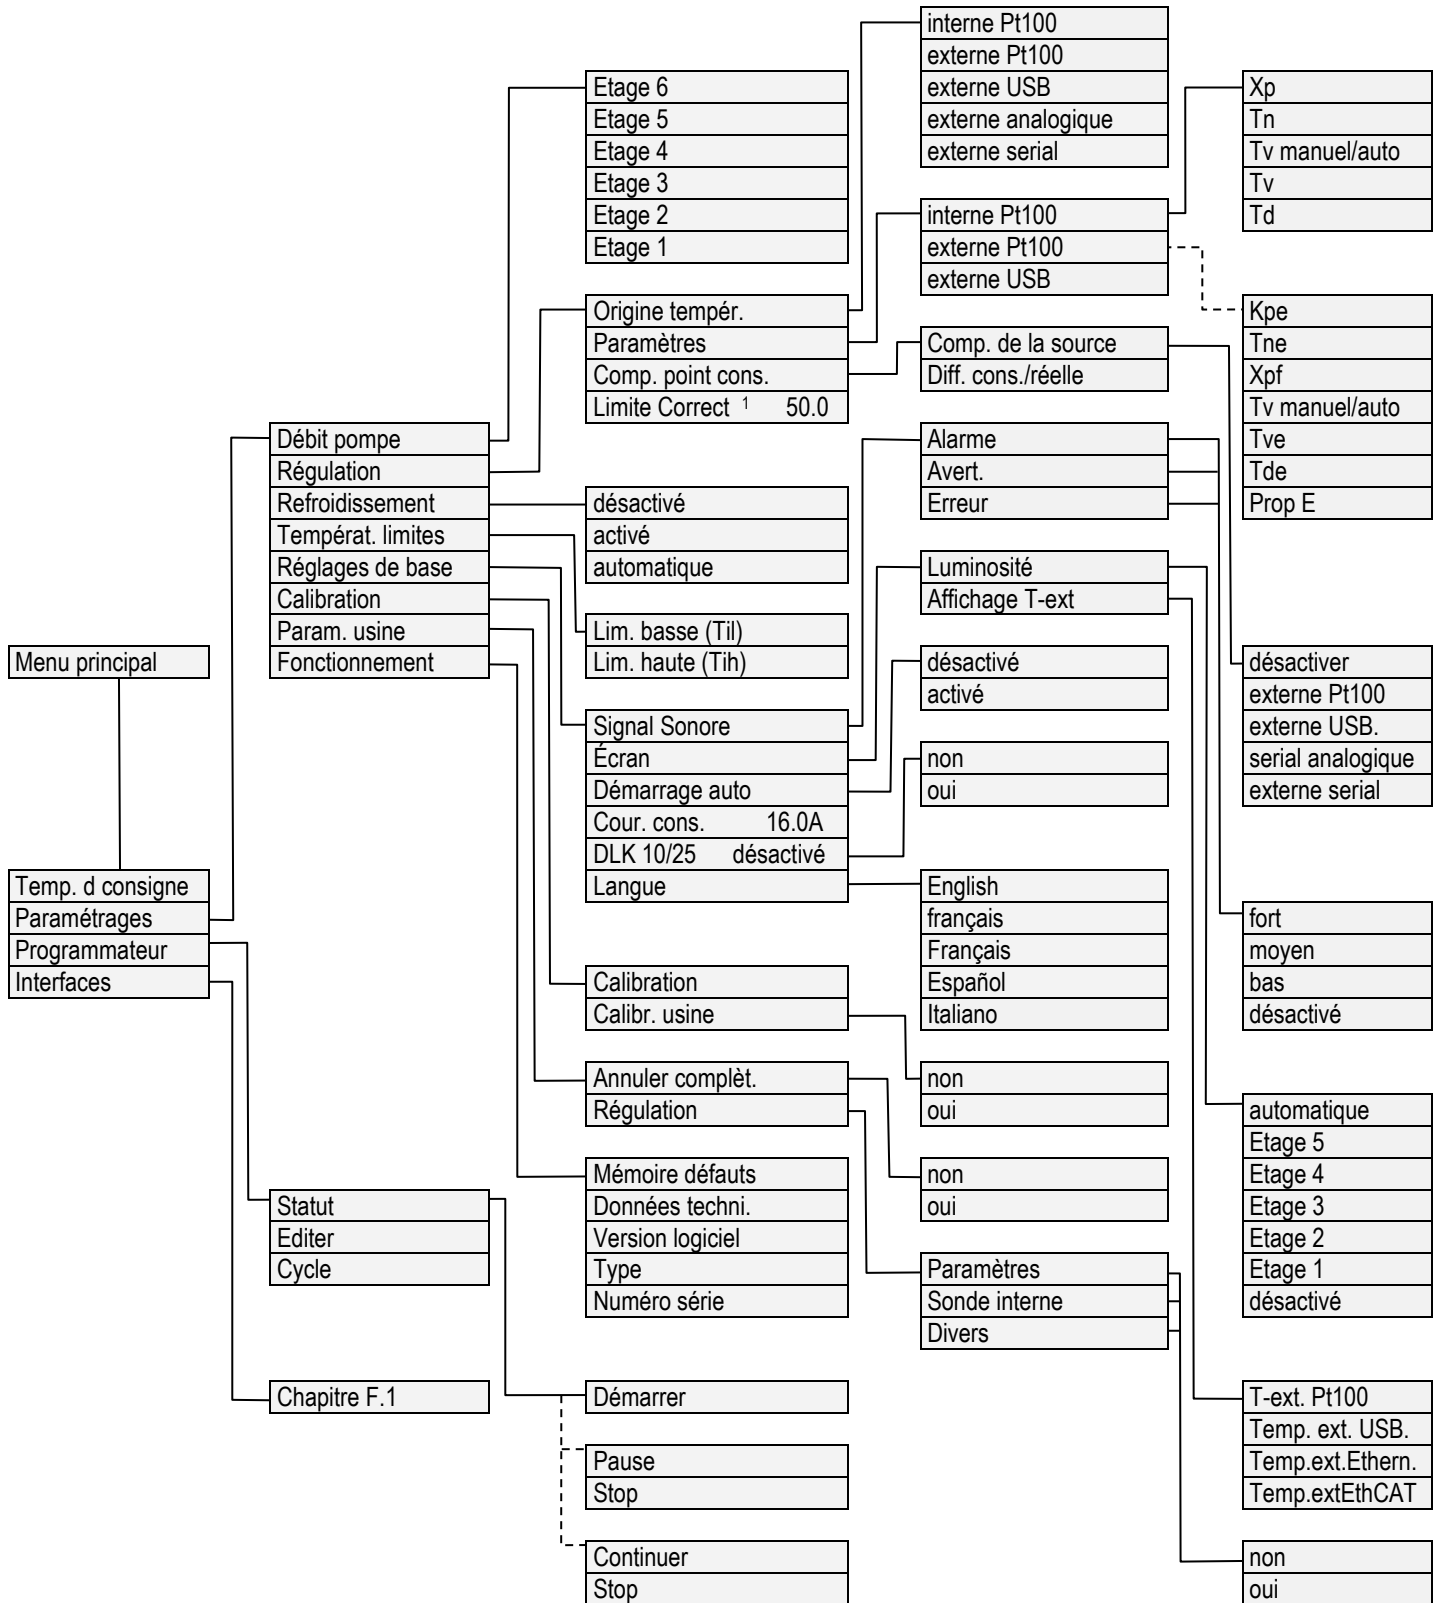 Menu principal
Temp. d consigne
Paramétrages
Programmateur
Interfaces
Débit pompe
Régulation
Refroidissement
Températ. limites
Réglages de base
Calibration
Param. usine
Fonctionnement
Statut
Editer
Cycle
Chapitre F.1
Etage 6
Etage 5
Etage 4
Etage 3
Etage 2
Etage 1
Origine tempér.
Paramètres
Comp. point cons.
Limite Correct 1 50.0
désactivé
activé
automatique
Lim. basse (Til)
Lim. haute (Tih)
Signal Sonore
Écran
Démarrage auto
Cour. cons. 16.0A
DLK 10/25 désactivé
Langue
Calibration
Calibr. usine
Annuler complèt.
Régulation
Mémoire défauts
Données techni.
Version logiciel
Type
Numéro série
Démarrer
Pause
Stop
Continuer
Stop
interne Pt100
externe Pt100
externe USB
externe analogique
externe serial
interne Pt100
externe Pt100
externe USB
Comp. de la source
Diff. cons./réelle
Alarme
Avert.
Erreur
Luminosité
Affichage T-ext
désactivé
activé
non
oui
English
français
Français
Español
Italiano
non
oui
non
oui
Paramètres
Sonde interne
Divers
Xp
Tn
Tv manuel/auto
Tv
Td
Kpe
Tne
Xpf
Tv manuel/auto
Tve
Tde
Prop E
désactiver
externe Pt100
externe USB.
serial analogique
externe serial
fort
moyen
bas
désactivé
automatique
Etage 5
Etage 4
Etage 3
Etage 2
Etage 1
désactivé
T-ext. Pt100
Temp. ext. USB.
Temp.ext.Ethern.
Temp.extEthCAT
non
oui